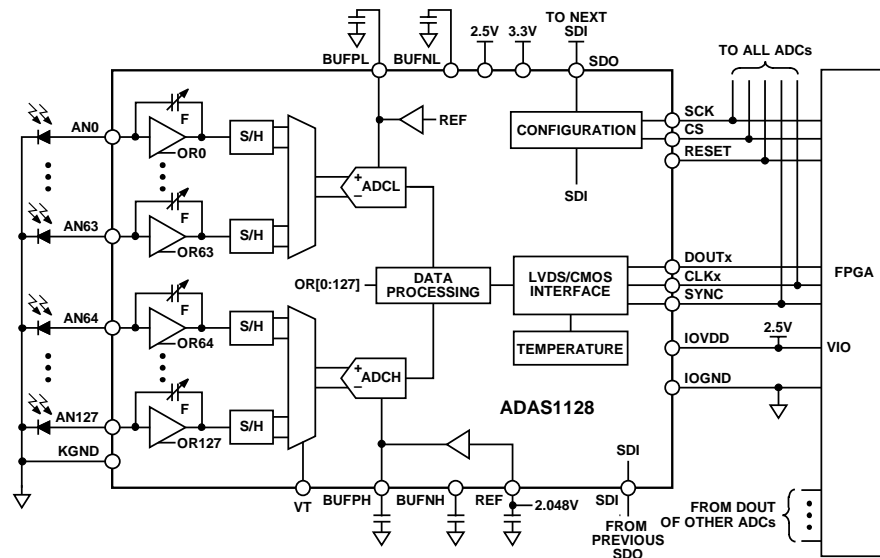 TO NEXT
SDI
2.5V
3.3V
BUFPL
BUFNL
SDO
TO ALL ADCs
AN0
F
OR0
S/H
REF
CONFIGURATION
SCK
CS
RESET
SDI
+
–
ADCL
AN63
F
OR63
S/H
OR[0:127]
DATA
PROCESSING
LVDS/CMOS
INTERFACE
DOUTx
CLKx
SYNC
FPGA
AN64
F
OR64
S/H
TEMPERATURE
2.5V
IOVDD
VIO
+
–
ADCH
IOGND
AN127
F
OR127
S/H
ADAS1128
KGND
SDI
VT
BUFPH
BUFNH
REF
2.048V
SDI
FROM
PREVIOUS
SDO
FROM DOUT
OF OTHER ADCs